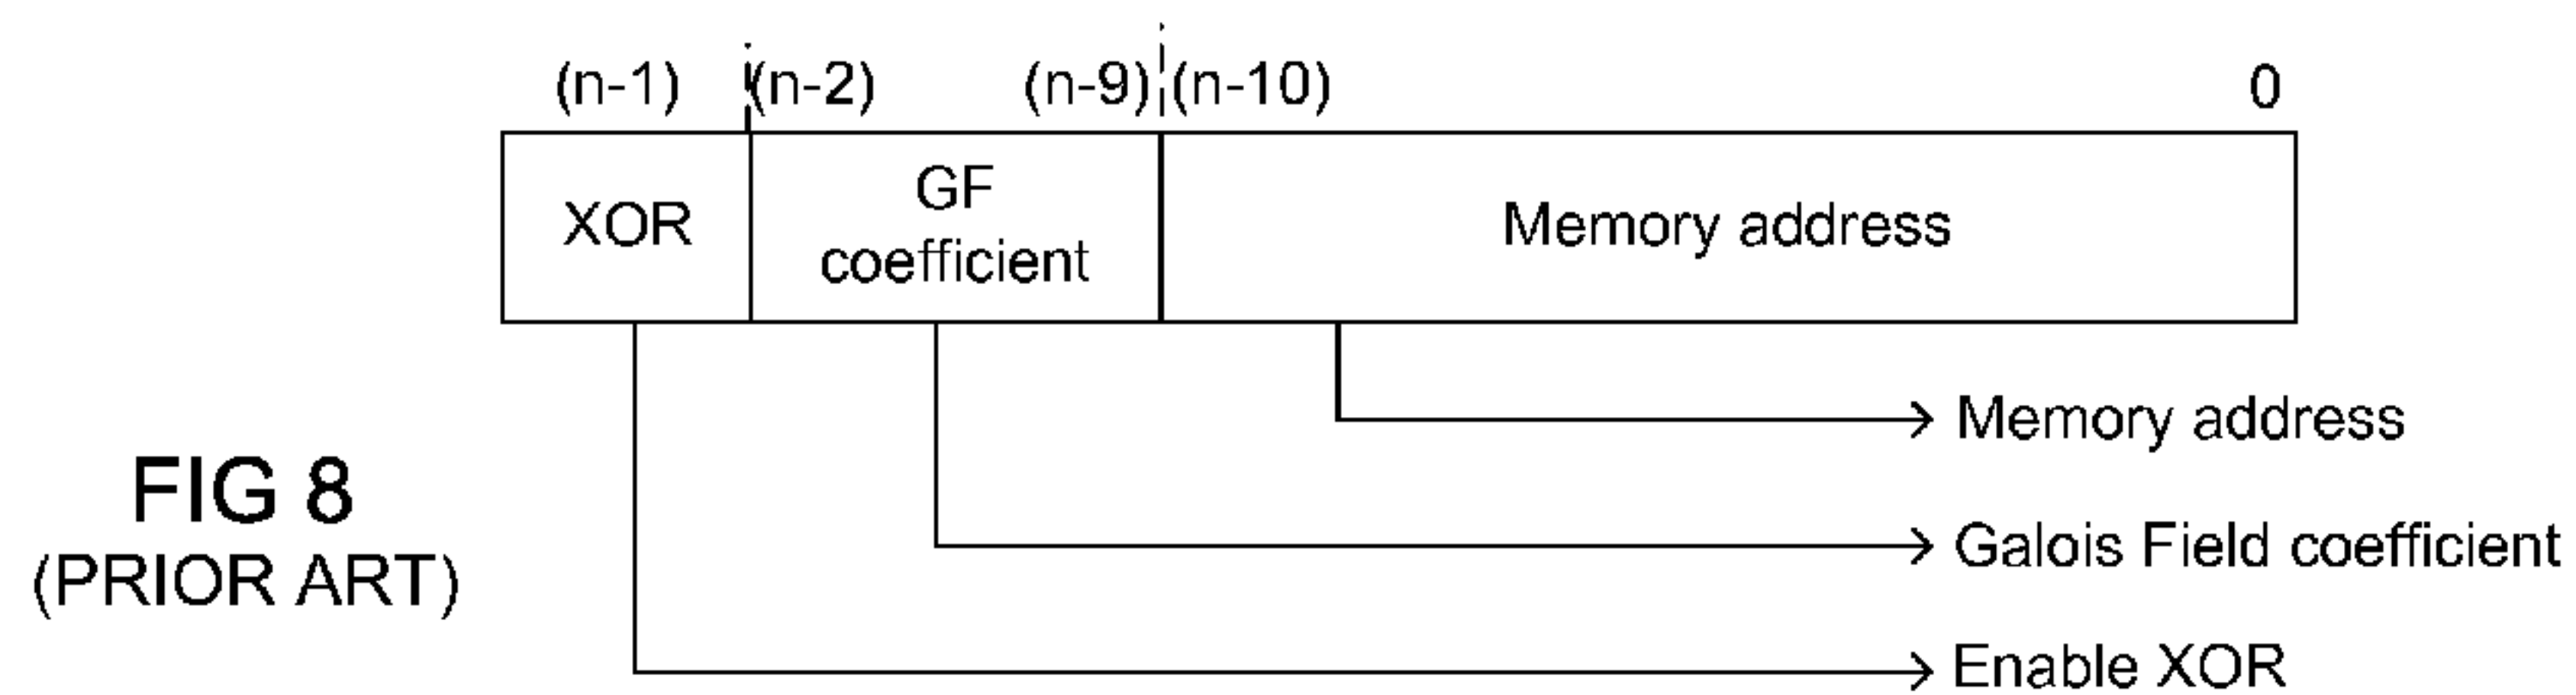 (n-1) (n-2) (n-9) (n-10) 0
XOR
GF
coefficient
Memory address
Memory address
Galois Field coefficient
Enable XOR
FIG 8
(PRIOR ART)